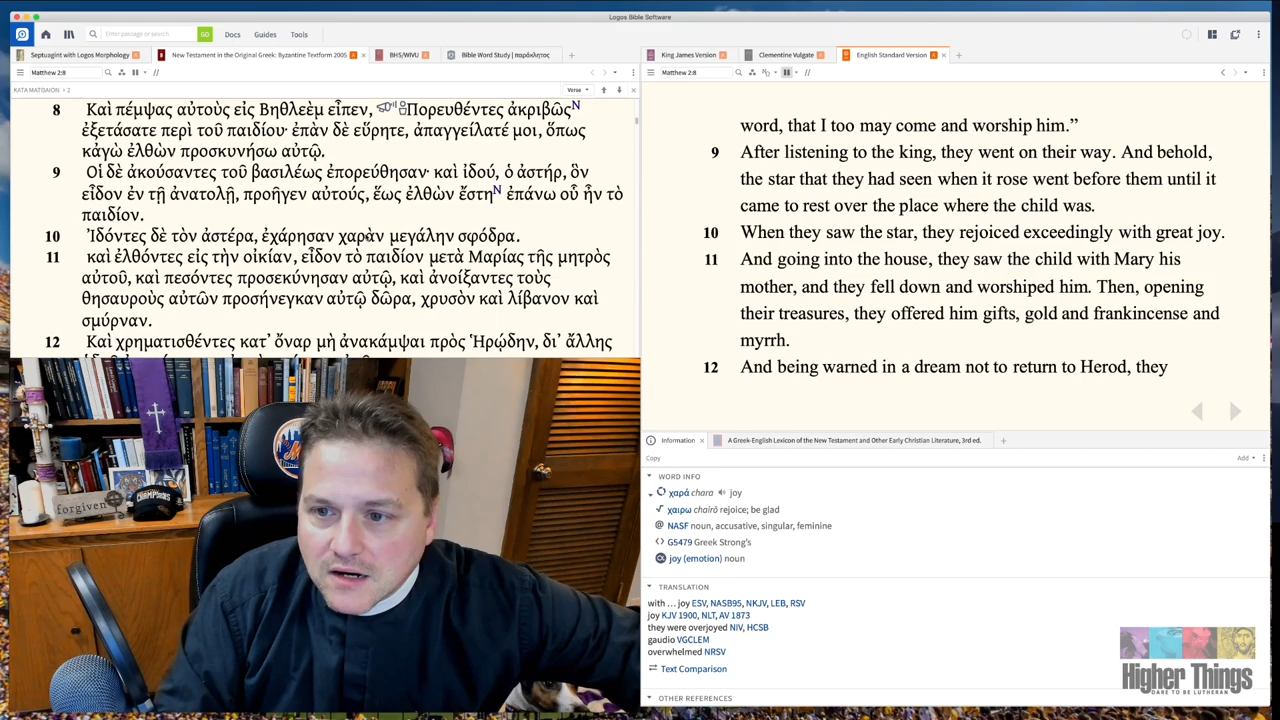 Logos Bible Software
Enter passage or search
GO
Docs
Guides
Tools
Septuagint with Logos Morphology
New Testament in the Original Greek: Byzantine Textform 2005
BHS/WIVU
Bible Word Study | παράκλητος
King James Version
Clementine Vulgate
English Standard Version
Matthew 2:8
ΚΑΤΑ ΜΑΤΘΑΙΟΝ > 2
Verse
8 Καὶ πέμψας αὐτοὺς εἰς Βηθλεὲμ εἶπεν, Πορευθέντες ἀκριβῶς N
ἐξετάσατε περὶ τοῦ παιδίου· ἐπὰν δὲ εὕρητε, ἀπαγγείλατέ μοι, ὅπως
κἀγὼ ἐλθὼν προσκυνήσω αὐτῷ.
9 Οἱ δὲ ἀκούσαντες τοῦ βασιλέως ἐπορεύθησαν· καὶ ἰδού, ὁ ἀστήρ, ὃν
εἶδον ἐν τῇ ἀνατολῇ, προῆγεν αὐτούς, ἕως ἐλθὼν ἔστη N ἐπάνω οὗ ἦν τὸ
παιδίον.
10 Ἰδόντες δὲ τὸν ἀστέρα, ἐχάρησαν χαρὰν μεγάλην σφόδρα.
11 καὶ ἐλθόντες εἰς τὴν οἰκίαν, εἶδον τὸ παιδίον μετὰ Μαρίας τῆς μητρὸς
αὐτοῦ, καὶ πεσόντες προσεκύνησαν αὐτῷ, καὶ ἀνοίξαντες τοὺς
θησαυροὺς αὐτῶν προσήνεγκαν αὐτῷ δῶρα, χρυσὸν καὶ λίβανον καὶ
σμύρναν.
12 Καὶ χρηματισθέντες κατ’ ὄναρ μὴ ἀνακάμψαι πρὸς Ἡρῴδην, δι’ ἄλλης
Matthew 2:8
word, that I too may come and worship him.”
9 After listening to the king, they went on their way. And behold,
the star that they had seen when it rose went before them until it
came to rest over the place where the child was.
10 When they saw the star, they rejoiced exceedingly with great joy.
11 And going into the house, they saw the child with Mary his
mother, and they fell down and worshiped him. Then, opening
their treasures, they offered him gifts, gold and frankincense and
myrrh.
12 And being warned in a dream not to return to Herod, they
Information
A Greek-English Lexicon of the New Testament and Other Early Christian Literature, 3rd ed.
Copy
Add
WORD INFO
χαρά chara joy
χαιρω chairō rejoice; be glad
@ NASF noun, accusative, singular, feminine
G5479 Greek Strong's
joy (emotion) noun
TRANSLATION
with … joy ESV, NASB95, NKJV, LEB, RSV
joy KJV 1900, NLT, AV 1873
they were overjoyed NIV, HCSB
gaudio VGCLEM
overwhelmed NRSV
Text Comparison
OTHER REFERENCES
forgiven
CHAMPIONS
Higher Things
DARE TO BE LUTHERAN